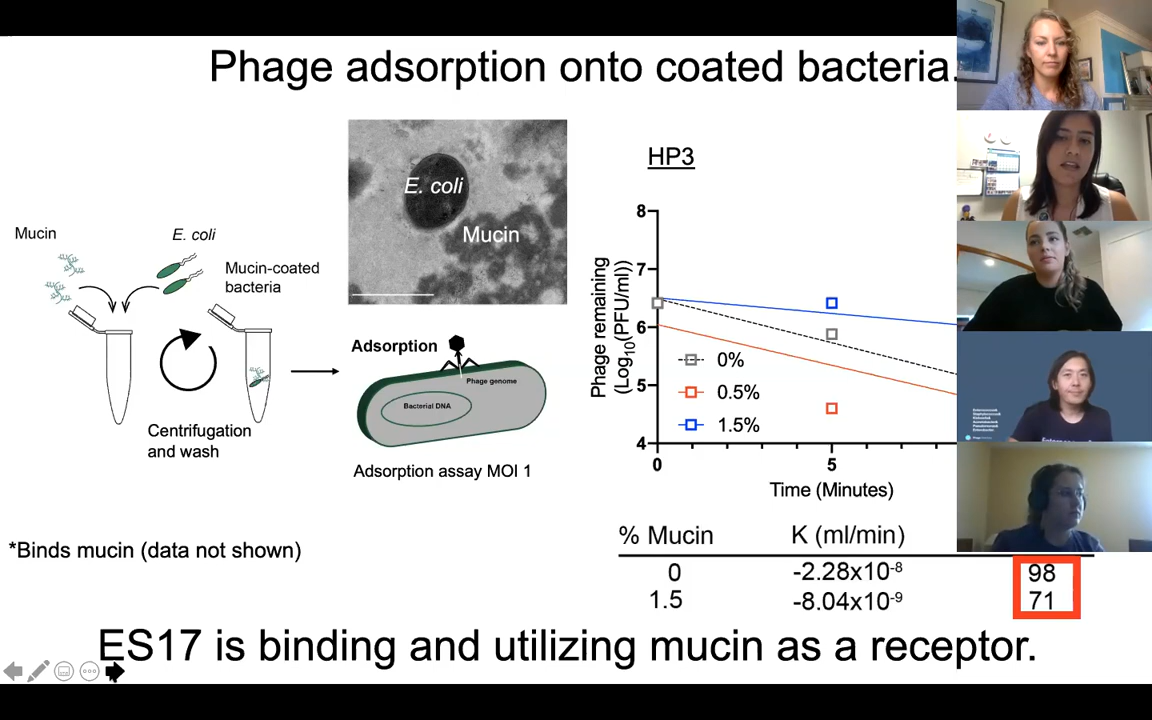 Phage adsorption onto coated bacteria.
Mucin
E. coli
Mucin-coated
bacteria
Centrifugation
and wash
E. coli
Mucin
Adsorption
Phage genome
Bacterial DNA
Adsorption assay MOI 1
HP3
Phage remaining
(Log10(PFU/ml))
8
7
6
5
4
0%
0.5%
1.5%
0
5
Time (Minutes)
% Mucin K (ml/min)
0 -2.28x10-8 98
1.5 -8.04x10-9 71
*Binds mucin (data not shown)
ES17 is binding and utilizing mucin as a receptor.